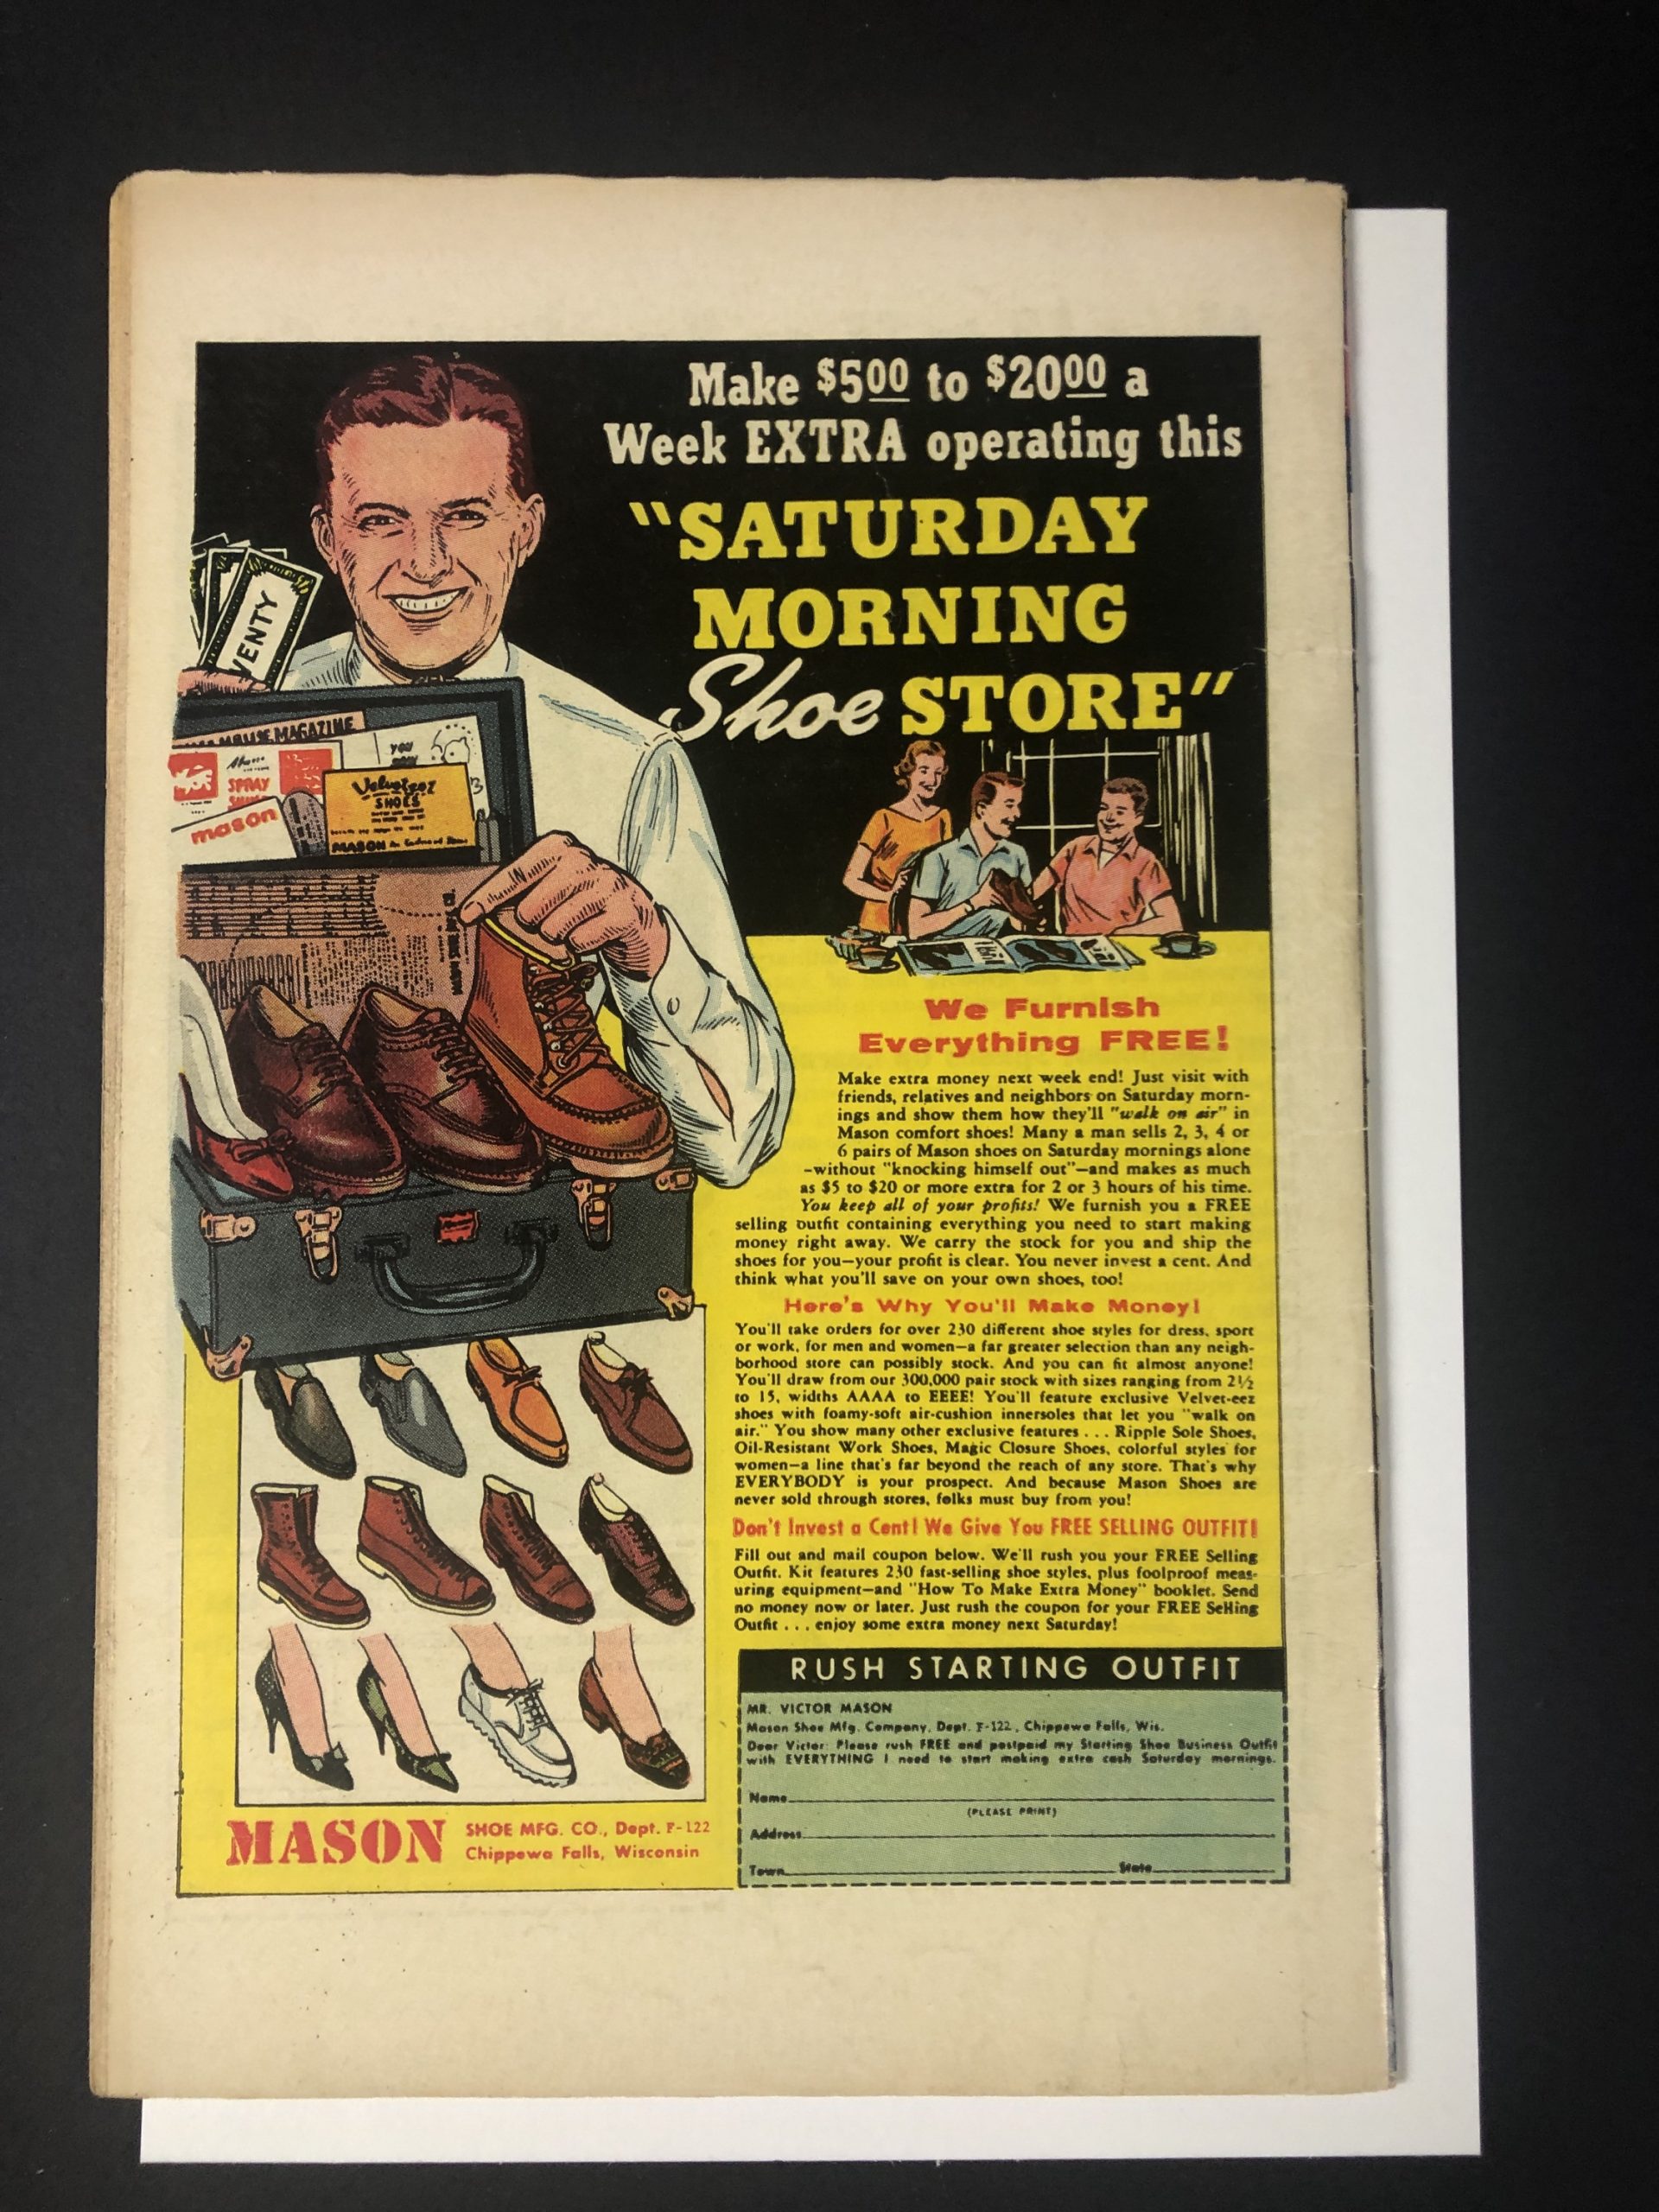 Make $5.00 to $20.00 a
Week EXTRA operating this
"SATURDAY
MORNING
Shoe STORE"
VENTY
MAGAZINE
YOU
SPRAY
mason
Velvet-eez
SHOES
MASON
We Furnish
Everything FREE!
Make extra money next week end! Just visit with
friends, relatives and neighbors on Saturday morn-
ings and show them how they'll "walk on air" in
Mason comfort shoes! Many a man sells 2, 3, 4 or
6 pairs of Mason shoes on Saturday mornings alone
-without "knocking himself out"—and makes as much
as $5 to $20 or more extra for 2 or 3 hours of his time.
You keep all of your profits! We furnish you a FREE
selling outfit containing everything you need to start making
money right away. We carry the stock for you and ship the
shoes for you—your profit is clear. You never invest a cent. And
think what you'll save on your own shoes, too!
Here's Why You'll Make Money!
You'll take orders for over 230 different shoe styles for dress, sport
or work, for men and women—a far greater selection than any neigh-
borhood store can possibly stock. And you can fit almost anyone!
You'll draw from our 300,000 pair stock with sizes ranging from 2½
to 15, widths AAAA to EEEE! You'll feature exclusive Velvet-eez
shoes with foamy-soft air-cushion innersoles that let you "walk on
air." You show many other exclusive features . . . Ripple Sole Shoes,
Oil-Resistant Work Shoes, Magic Closure Shoes, colorful styles for
women—a line that's far beyond the reach of any store. That's why
EVERYBODY is your prospect. And because Mason Shoes are
never sold through stores, folks must buy from you!
Don't Invest a Cent! We Give You FREE SELLING OUTFIT!
Fill out and mail coupon below. We'll rush you your FREE Selling
Outfit. Kit features 230 fast-selling shoe styles, plus foolproof meas-
uring equipment—and "How To Make Extra Money" booklet. Send
no money now or later. Just rush the coupon for your FREE Selling
Outfit . . . enjoy some extra money next Saturday!
RUSH STARTING OUTFIT
MR. VICTOR MASON
Mason Shoe Mfg. Company, Dept. F-122, Chippewa Falls, Wis.
Dear Victor: Please rush FREE and postpaid my Starting Shoe Business Outfit
with EVERYTHING I need to start making extra cash Saturday mornings.
Name
(PLEASE PRINT)
Address
Town State
MASON SHOE MFG. CO., Dept. F-122
Chippewa Falls, Wisconsin